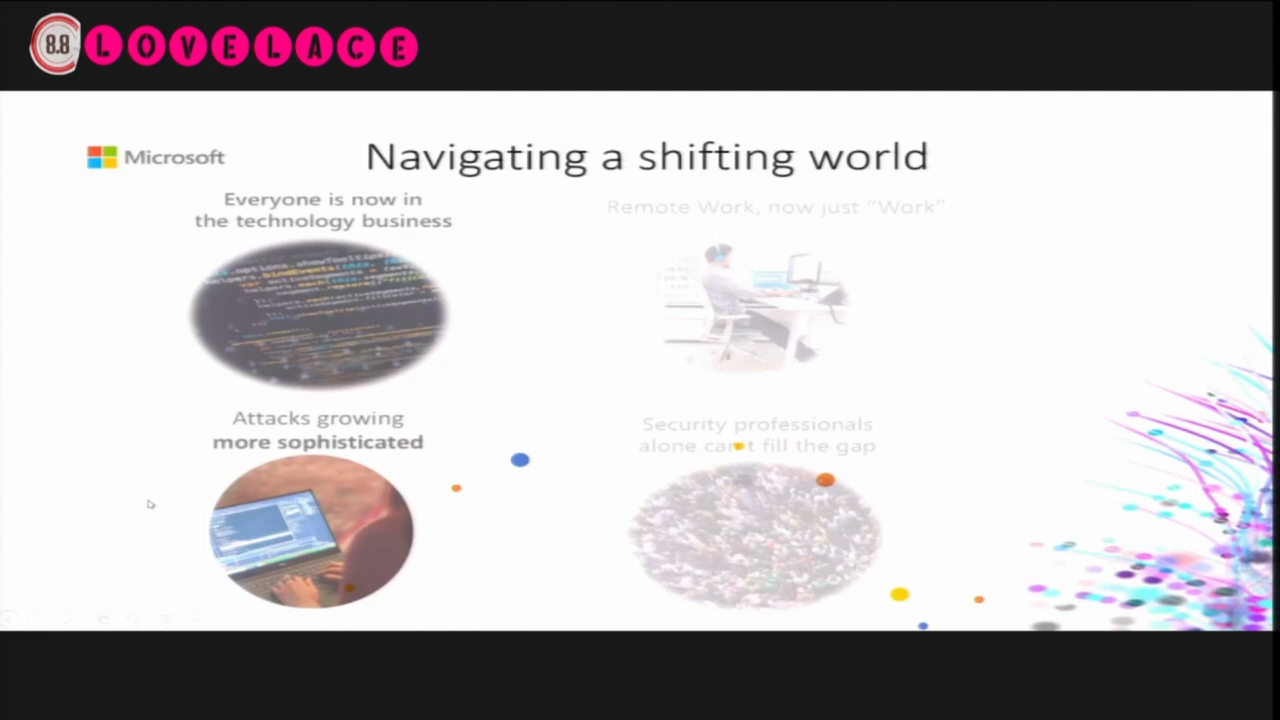 8.8 LOVELACE
Microsoft
Navigating a shifting world
Everyone is now in
the technology business
Remote Work, now just “Work”
Attacks growing
more sophisticated
Security professionals
alone can't fill the gap